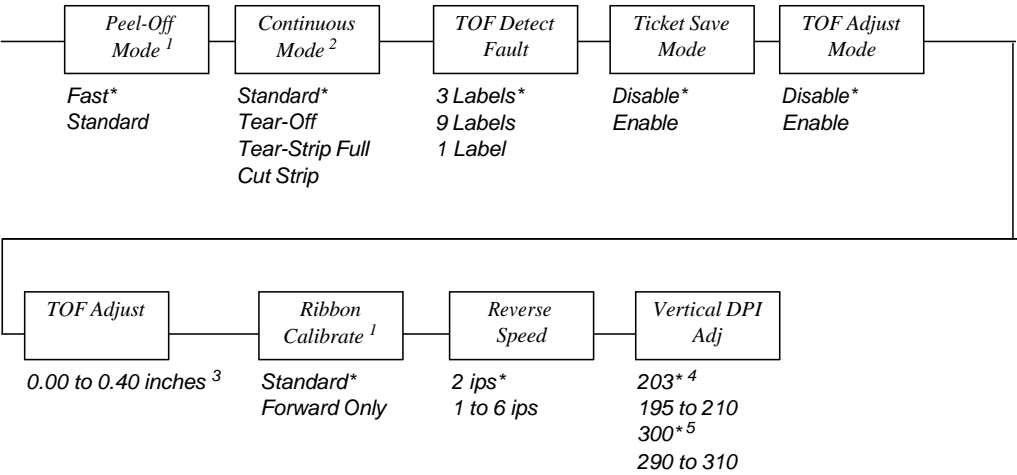 Peel-Off
Mode 1
Fast*
Standard
Continuous
Mode 2
Standard*
Tear-Off
Tear-Strip Full
Cut Strip
TOF Detect
Fault
3 Labels*
9 Labels
1 Label
Ticket Save
Mode
Disable*
Enable
TOF Adjust
Mode
Disable*
Enable
TOF Adjust
0.00 to 0.40 inches 3
Ribbon
Calibrate 1
Standard*
Forward Only
Reverse
Speed
2 ips*
1 to 6 ips
Vertical DPI
Adj
203* 4
195 to 210
300* 5
290 to 310